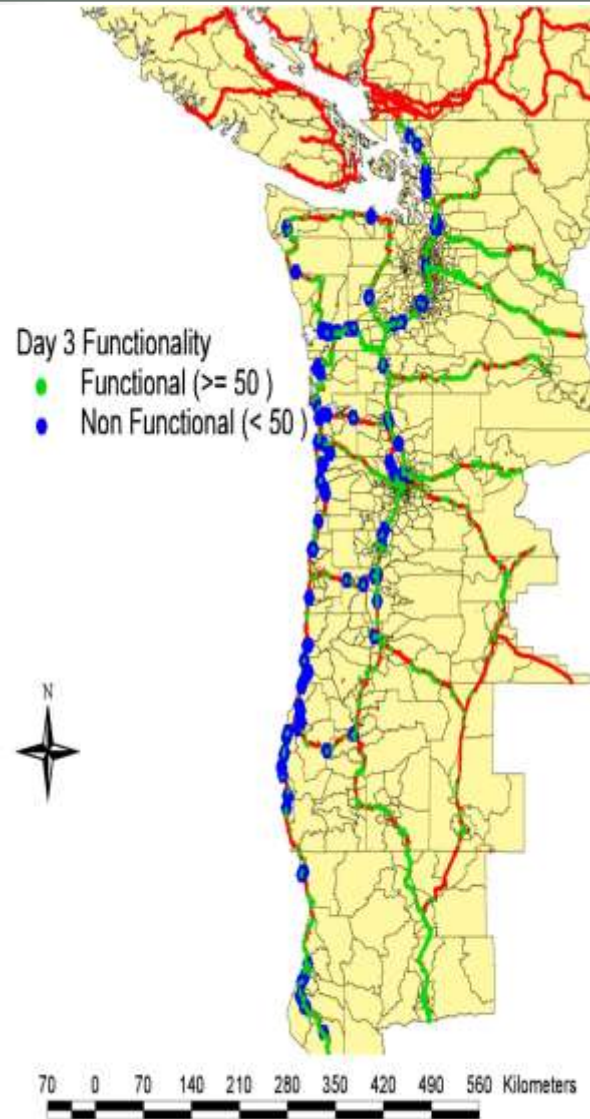 Day 3 Functionality
Functional (>= 50 )
Non Functional (< 50 )
N
70 0 70 140 210 280 350 420 490 560 Kilometers